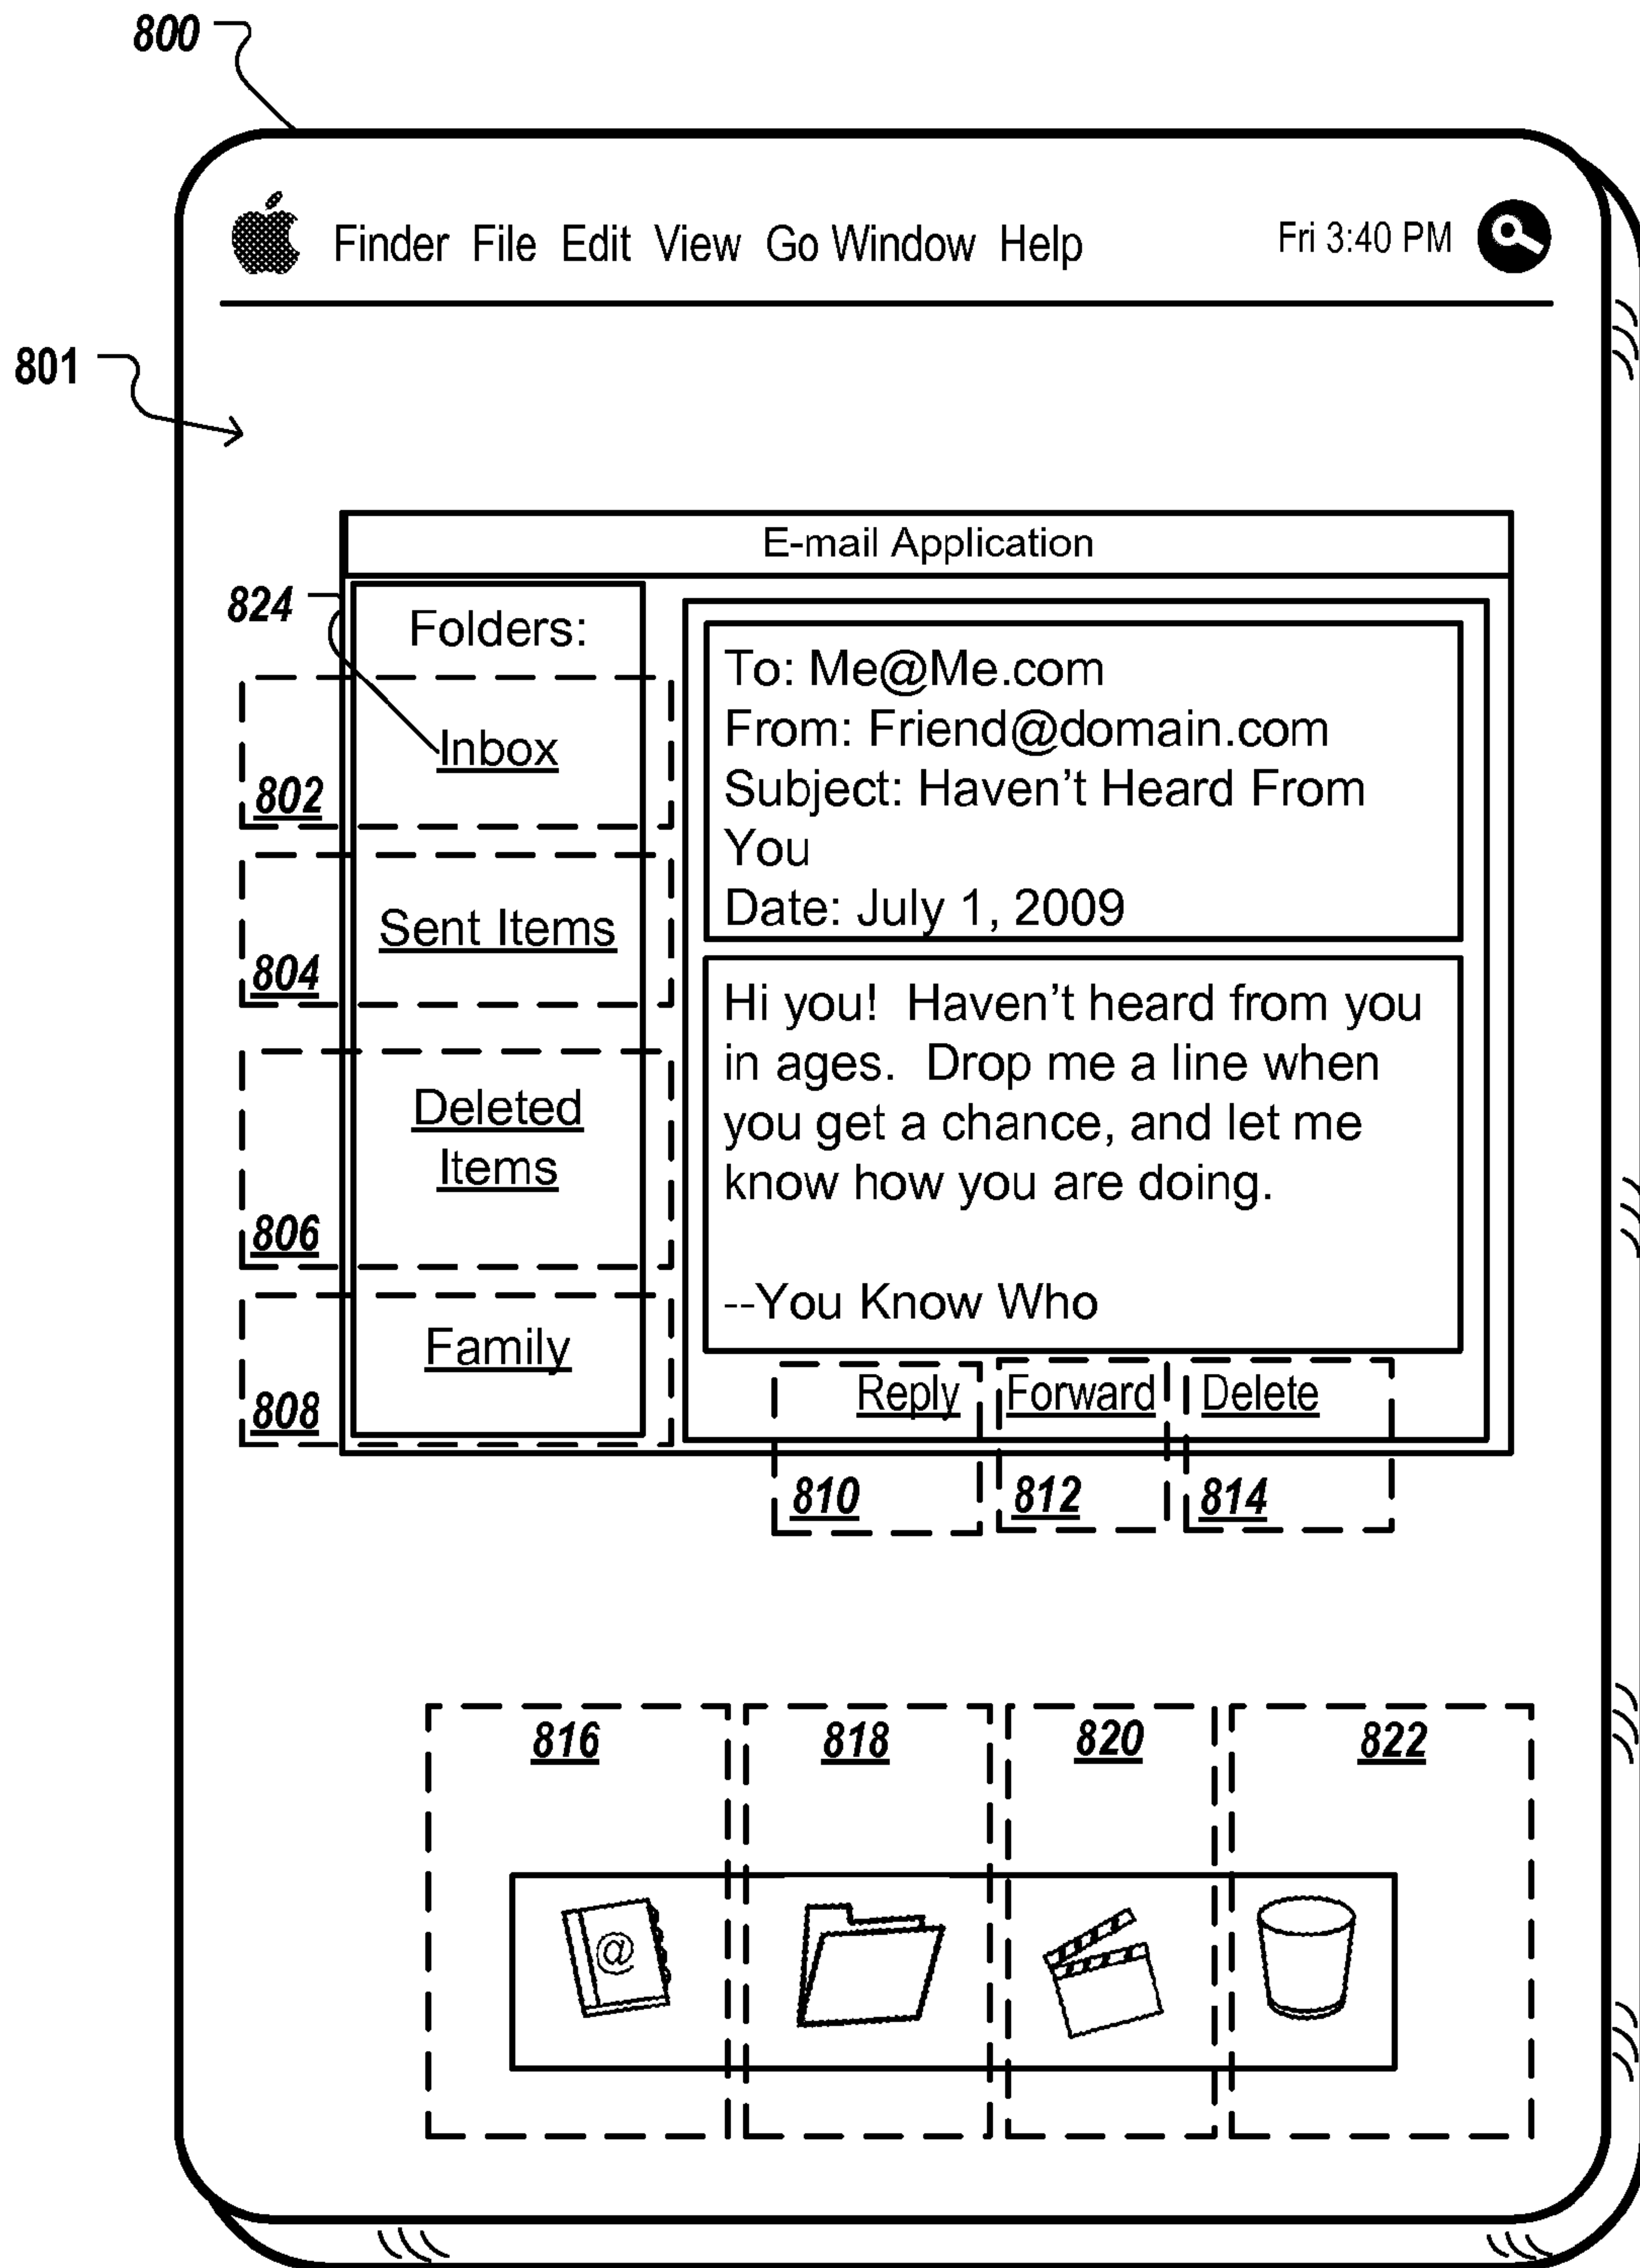 800
Finder File Edit View Go Window Help Fri 3:40 PM
801
E-mail Application
824
Folders:
Inbox
802
Sent Items
804
Deleted
Items
806
Family
808
To: Me@Me.com
From: Friend@domain.com
Subject: Haven't Heard From
You
Date: July 1, 2009
Hi you! Haven't heard from you
in ages. Drop me a line when
you get a chance, and let me
know how you are doing.
--You Know Who
Reply Forward Delete
810 812 814
816 818 820 822
@